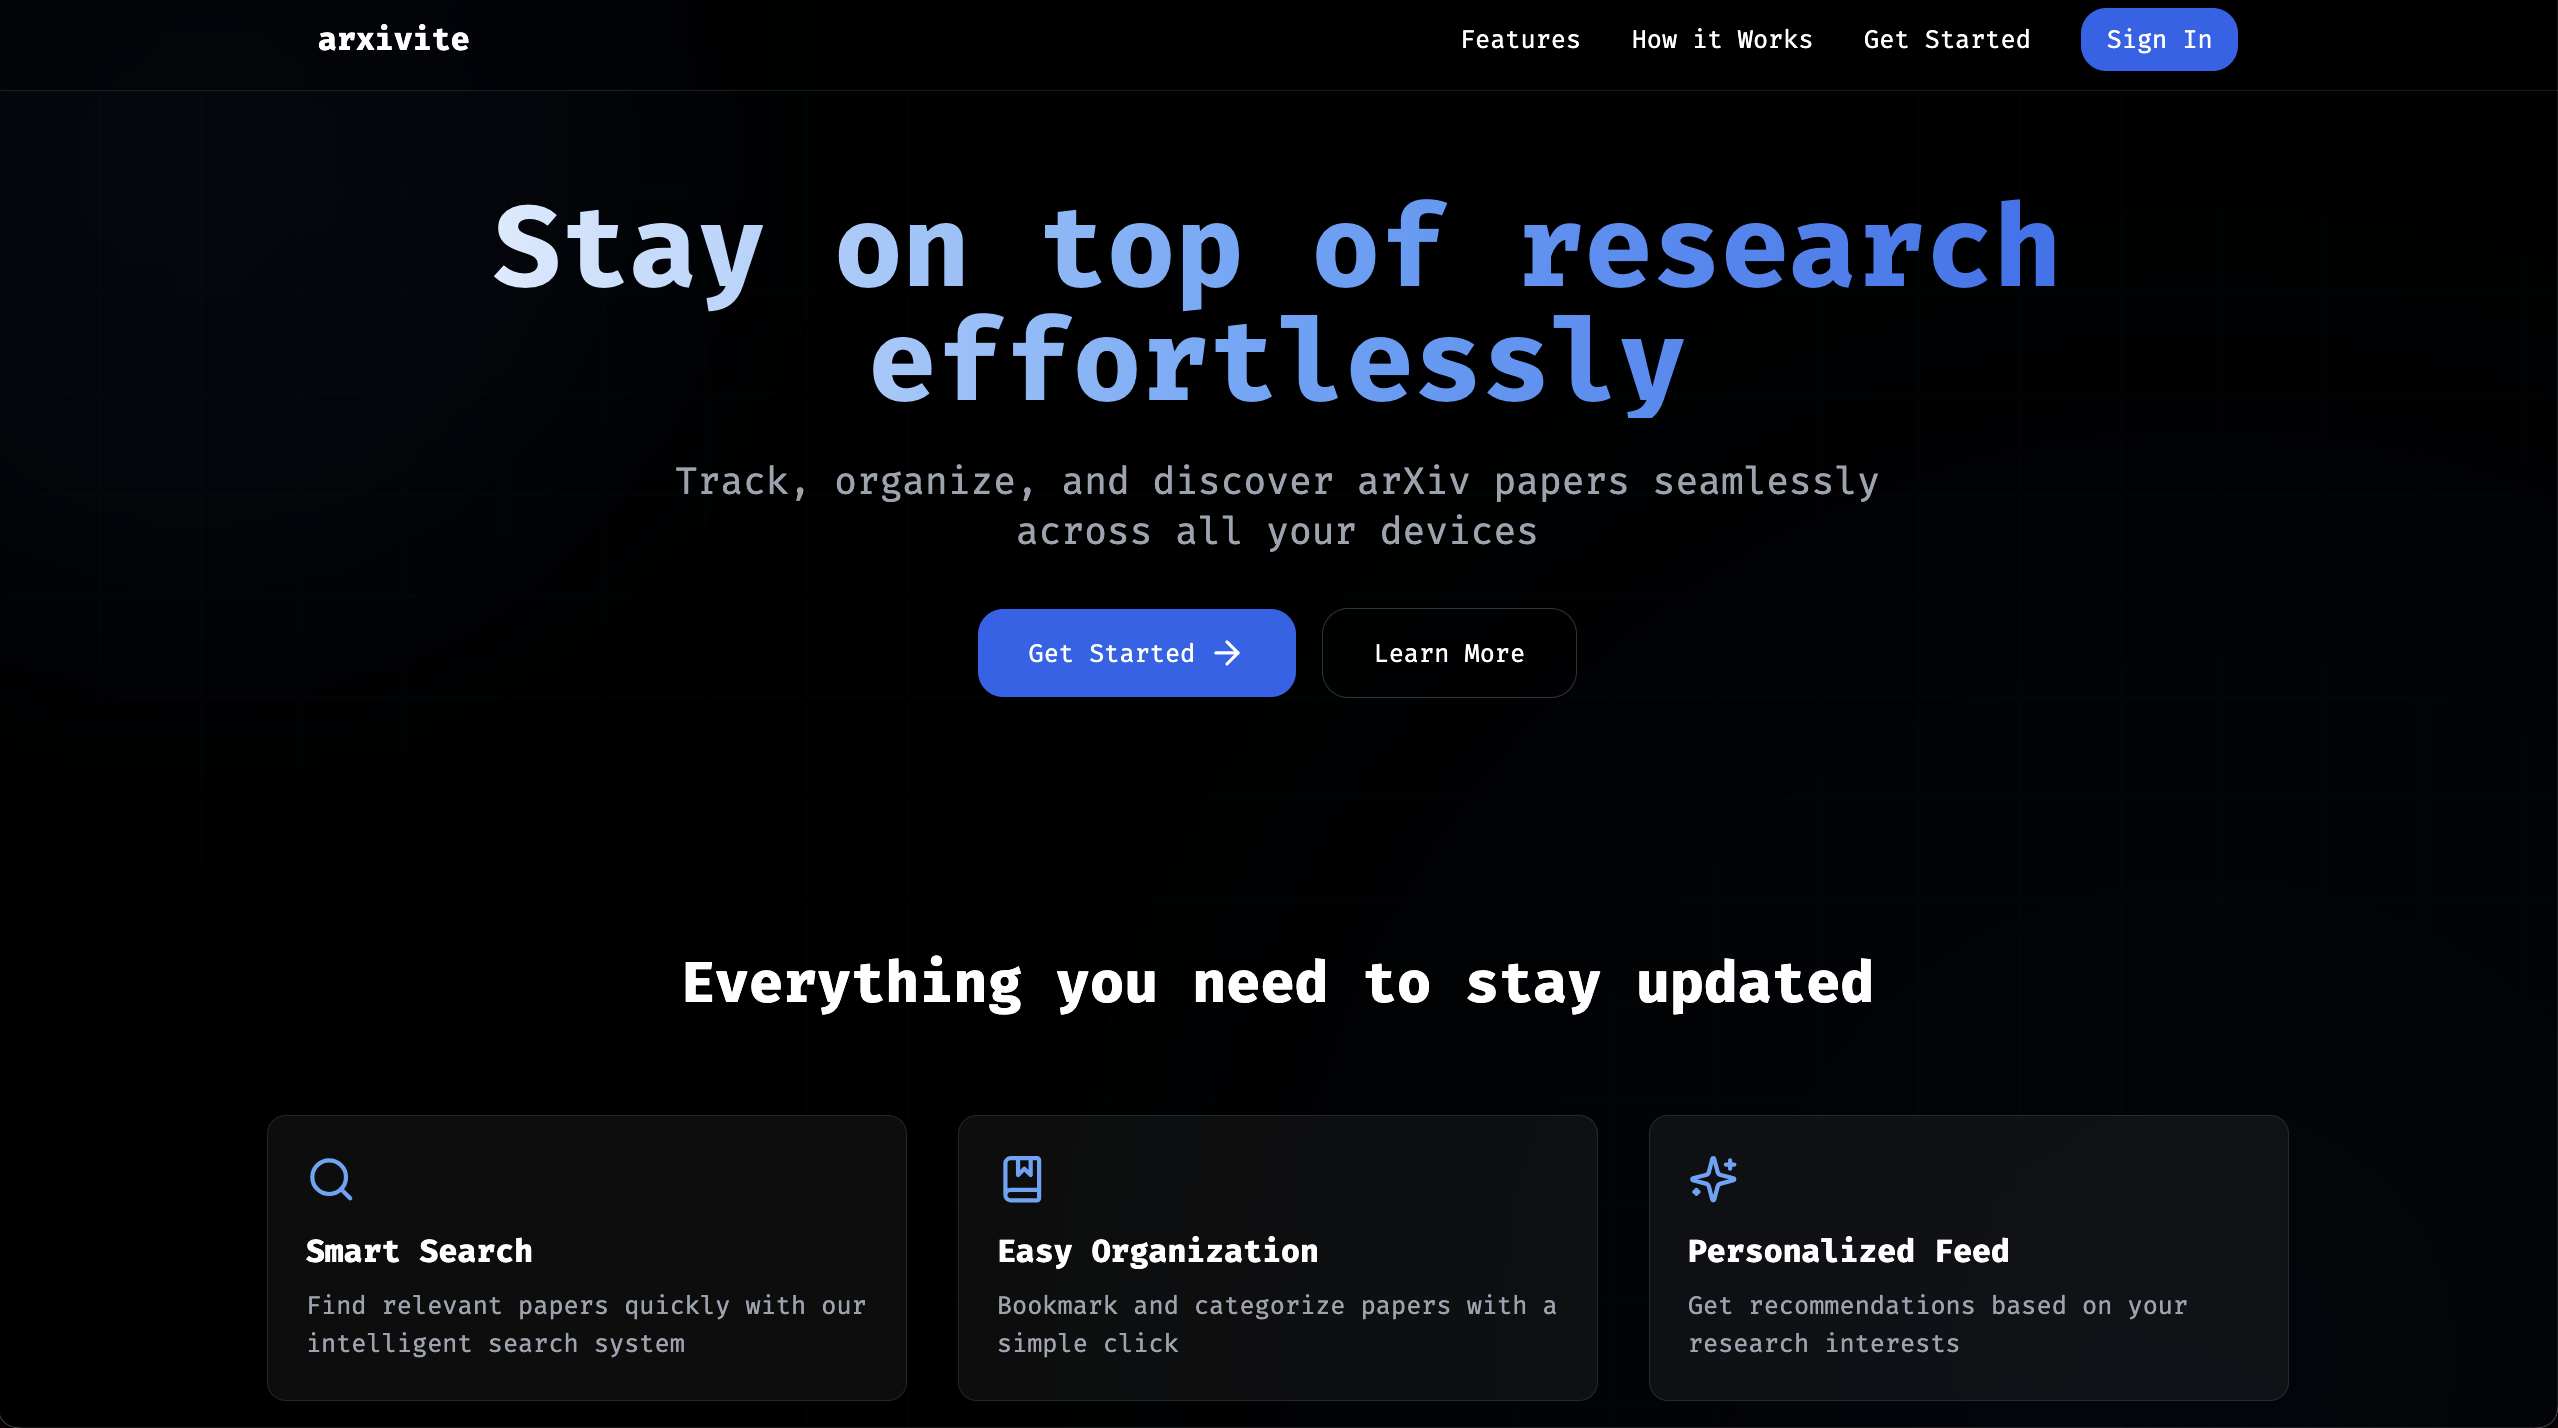 arxivite
Features
How it Works
Get Started
Sign In
Stay on top of research
effortlessly
Track, organize, and discover arXiv papers seamlessly
across all your devices
Get Started
Learn More
Everything you need to stay updated
Smart Search
Find relevant papers quickly with our
intelligent search system
Easy Organization
Bookmark and categorize papers with a
simple click
Personalized Feed
Get recommendations based on your
research interests